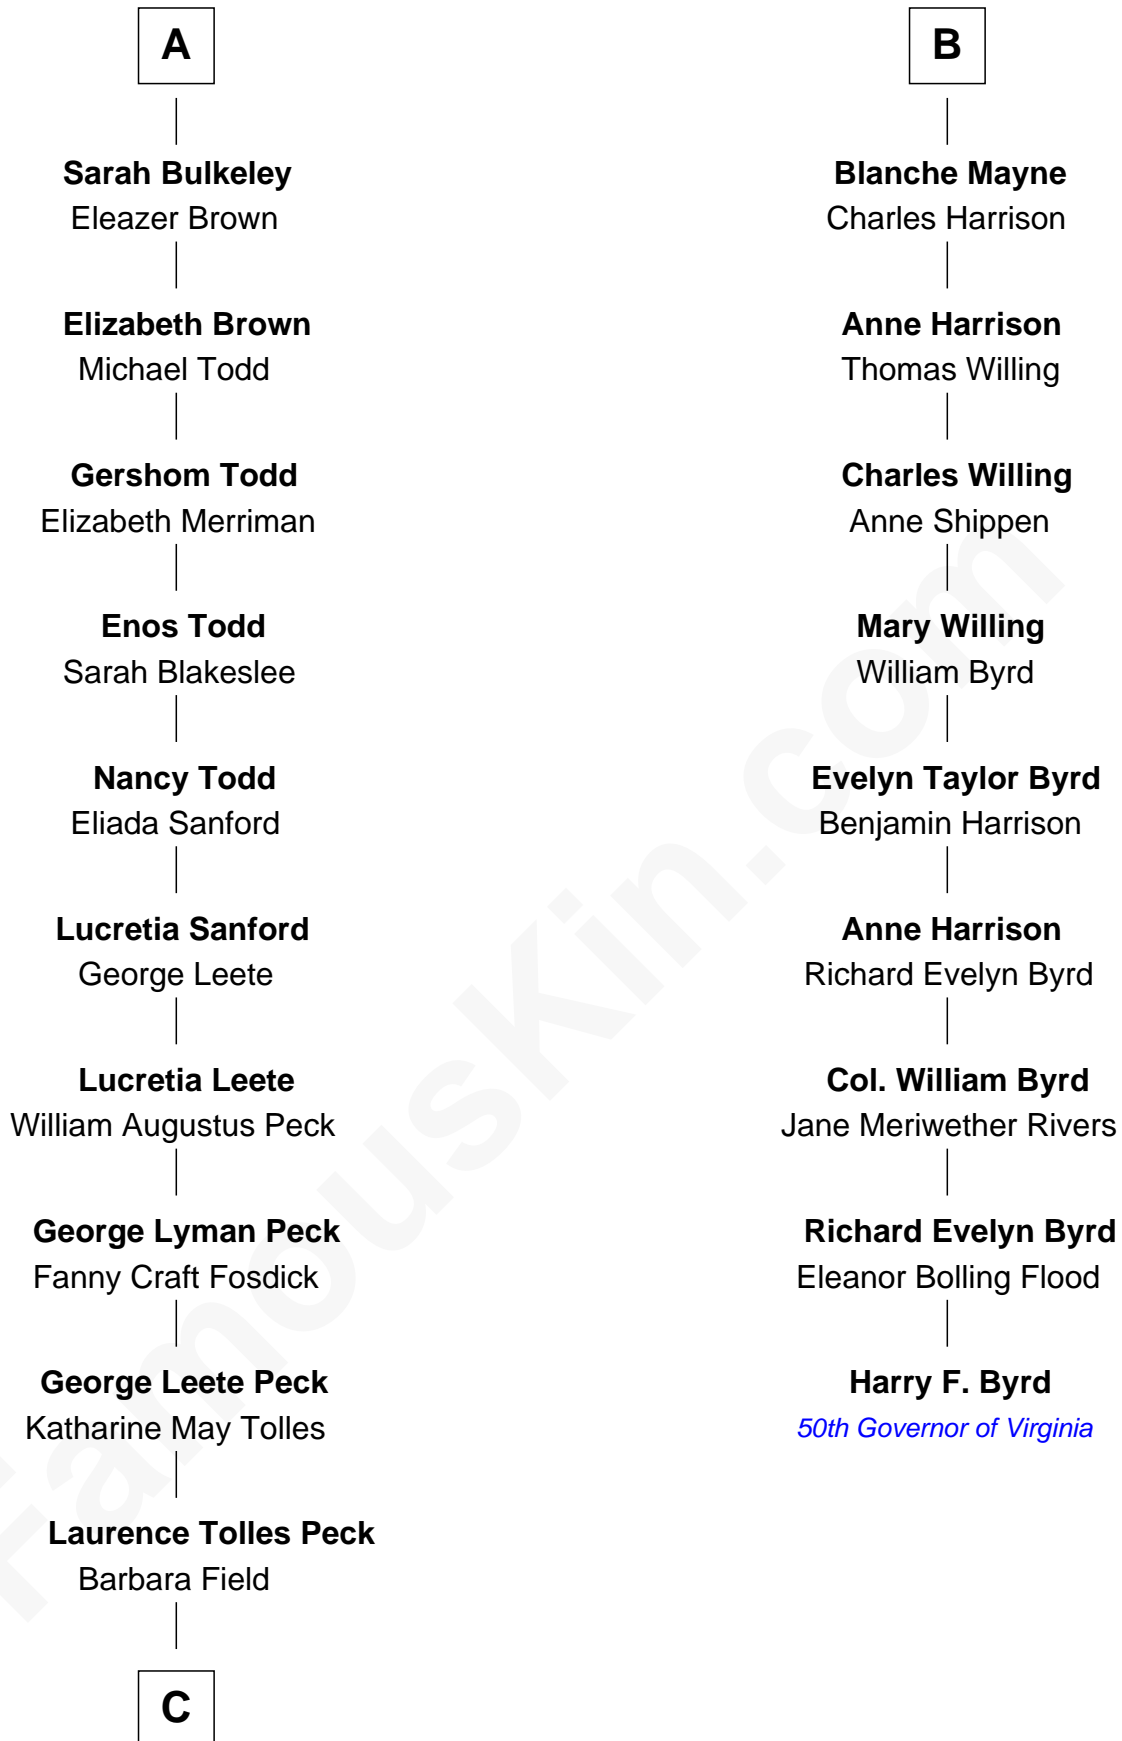 A
Sarah Bulkeley
Eleazer Brown
Elizabeth Brown
Michael Todd
Gershom Todd
Elizabeth Merriman
Enos Todd
Sarah Blakeslee
Nancy Todd
Eliada Sanford
Lucretia Sanford
George Leete
Lucretia Leete
William Augustus Peck
George Lyman Peck
Fanny Craft Fosdick
George Leete Peck
Katharine May Tolles
Laurence Tolles Peck
Barbara Field
C
B
Blanche Mayne
Charles Harrison
Anne Harrison
Thomas Willing
Charles Willing
Anne Shippen
Mary Willing
William Byrd
Evelyn Taylor Byrd
Benjamin Harrison
Anne Harrison
Richard Evelyn Byrd
Col. William Byrd
Jane Meriwether Rivers
Richard Evelyn Byrd
Eleanor Bolling Flood
Harry F. Byrd
50th Governor of Virginia
FamousKin.com